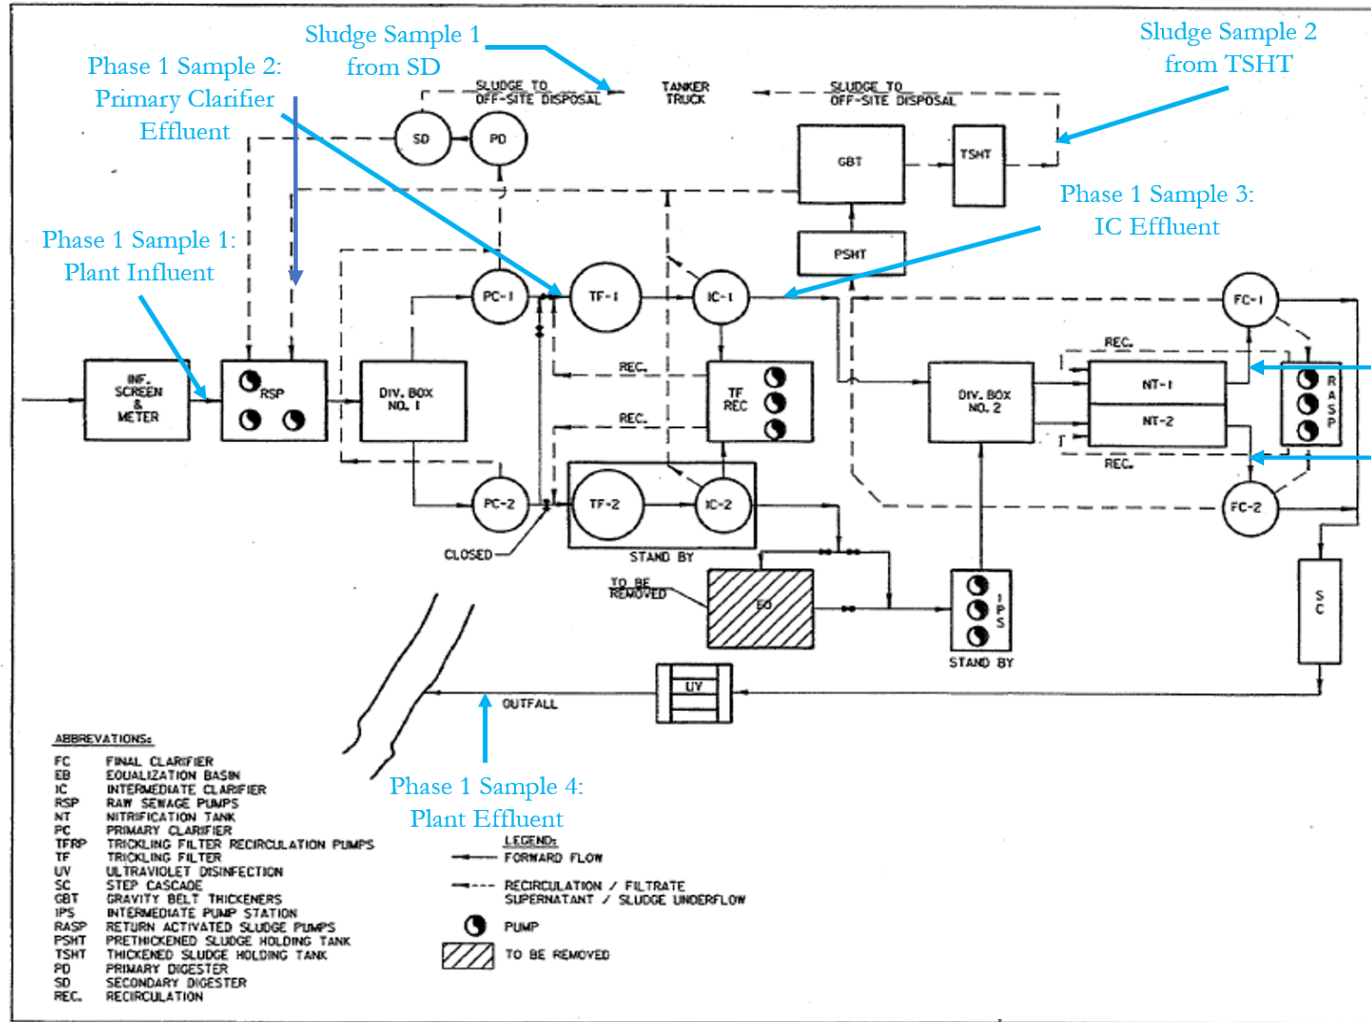 Sludge Sample 1
from SD
Sludge Sample 2
from TSHT
Phase 1 Sample 2:
Primary Clarifier
Effluent
SLUDGE TO
OFF-SITE DISPOSAL
TANKER
TRUCK
SLUDGE TO
OFF-SITE DISPOSAL
SD
PD
GBT
TSHT
Phase 1 Sample 3:
IC Effluent
Phase 1 Sample 1:
Plant Influent
PSHT
PC-1
TF-1
IC-1
FC-1
INF.
SCREEN
&
METER
RSP
DIV. BOX
NO. 1
REC.
REC.
TF
REC
DIV. BOX
NO. 2
REC.
NT-1
NT-2
REC.
R
A
S
P
PC-2
TF-2
IC-2
FC-2
CLOSED
STAND BY
TO BE
REMOVED
EQ
I
P
S
STAND BY
S
C
UV
OUTFALL
Phase 1 Sample 4:
Plant Effluent
ABBREVATIONS:
FC FINAL CLARIFIER
EB EQUALIZATION BASIN
IC INTERMEDIATE CLARIFIER
RSP RAW SEWAGE PUMPS
NT NITRIFICATION TANK
PC PRIMARY CLARIFIER
TFRP TRICKLING FILTER RECIRCULATION PUMPS
TF TRICKLING FILTER
UV ULTRAVIOLET DISINFECTION
SC STEP CASCADE
GBT GRAVITY BELT THICKENERS
IPS INTERMEDIATE PUMP STATION
RASP RETURN ACTIVATED SLUDGE PUMPS
PSHT PRETHICKENED SLUDGE HOLDING TANK
TSHT THICKENED SLUDGE HOLDING TANK
PD PRIMARY DIGESTER
SD SECONDARY DIGESTER
REC. RECIRCULATION
LEGEND:
FORWARD FLOW
RECIRCULATION / FILTRATE
SUPERNATANT / SLUDGE UNDERFLOW
PUMP
TO BE REMOVED